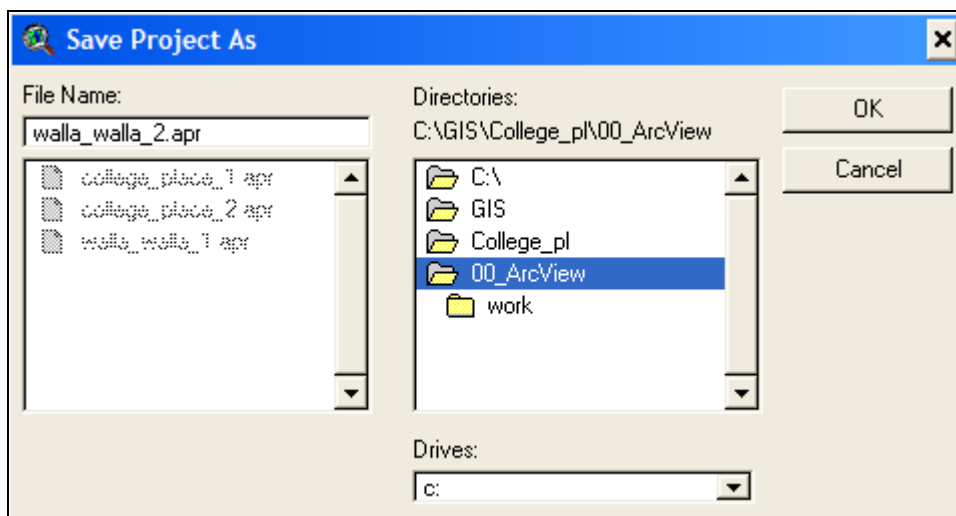 Save Project As
File Name:
walla_walla_2.apr
college_place_1.apr
college_place_2.apr
walla_walla_1.apr
Directories:
C:\GIS\College_pl\00_ArcView
C:\
GIS
College_pl
00_ArcView
work
Drives:
c:
OK
Cancel